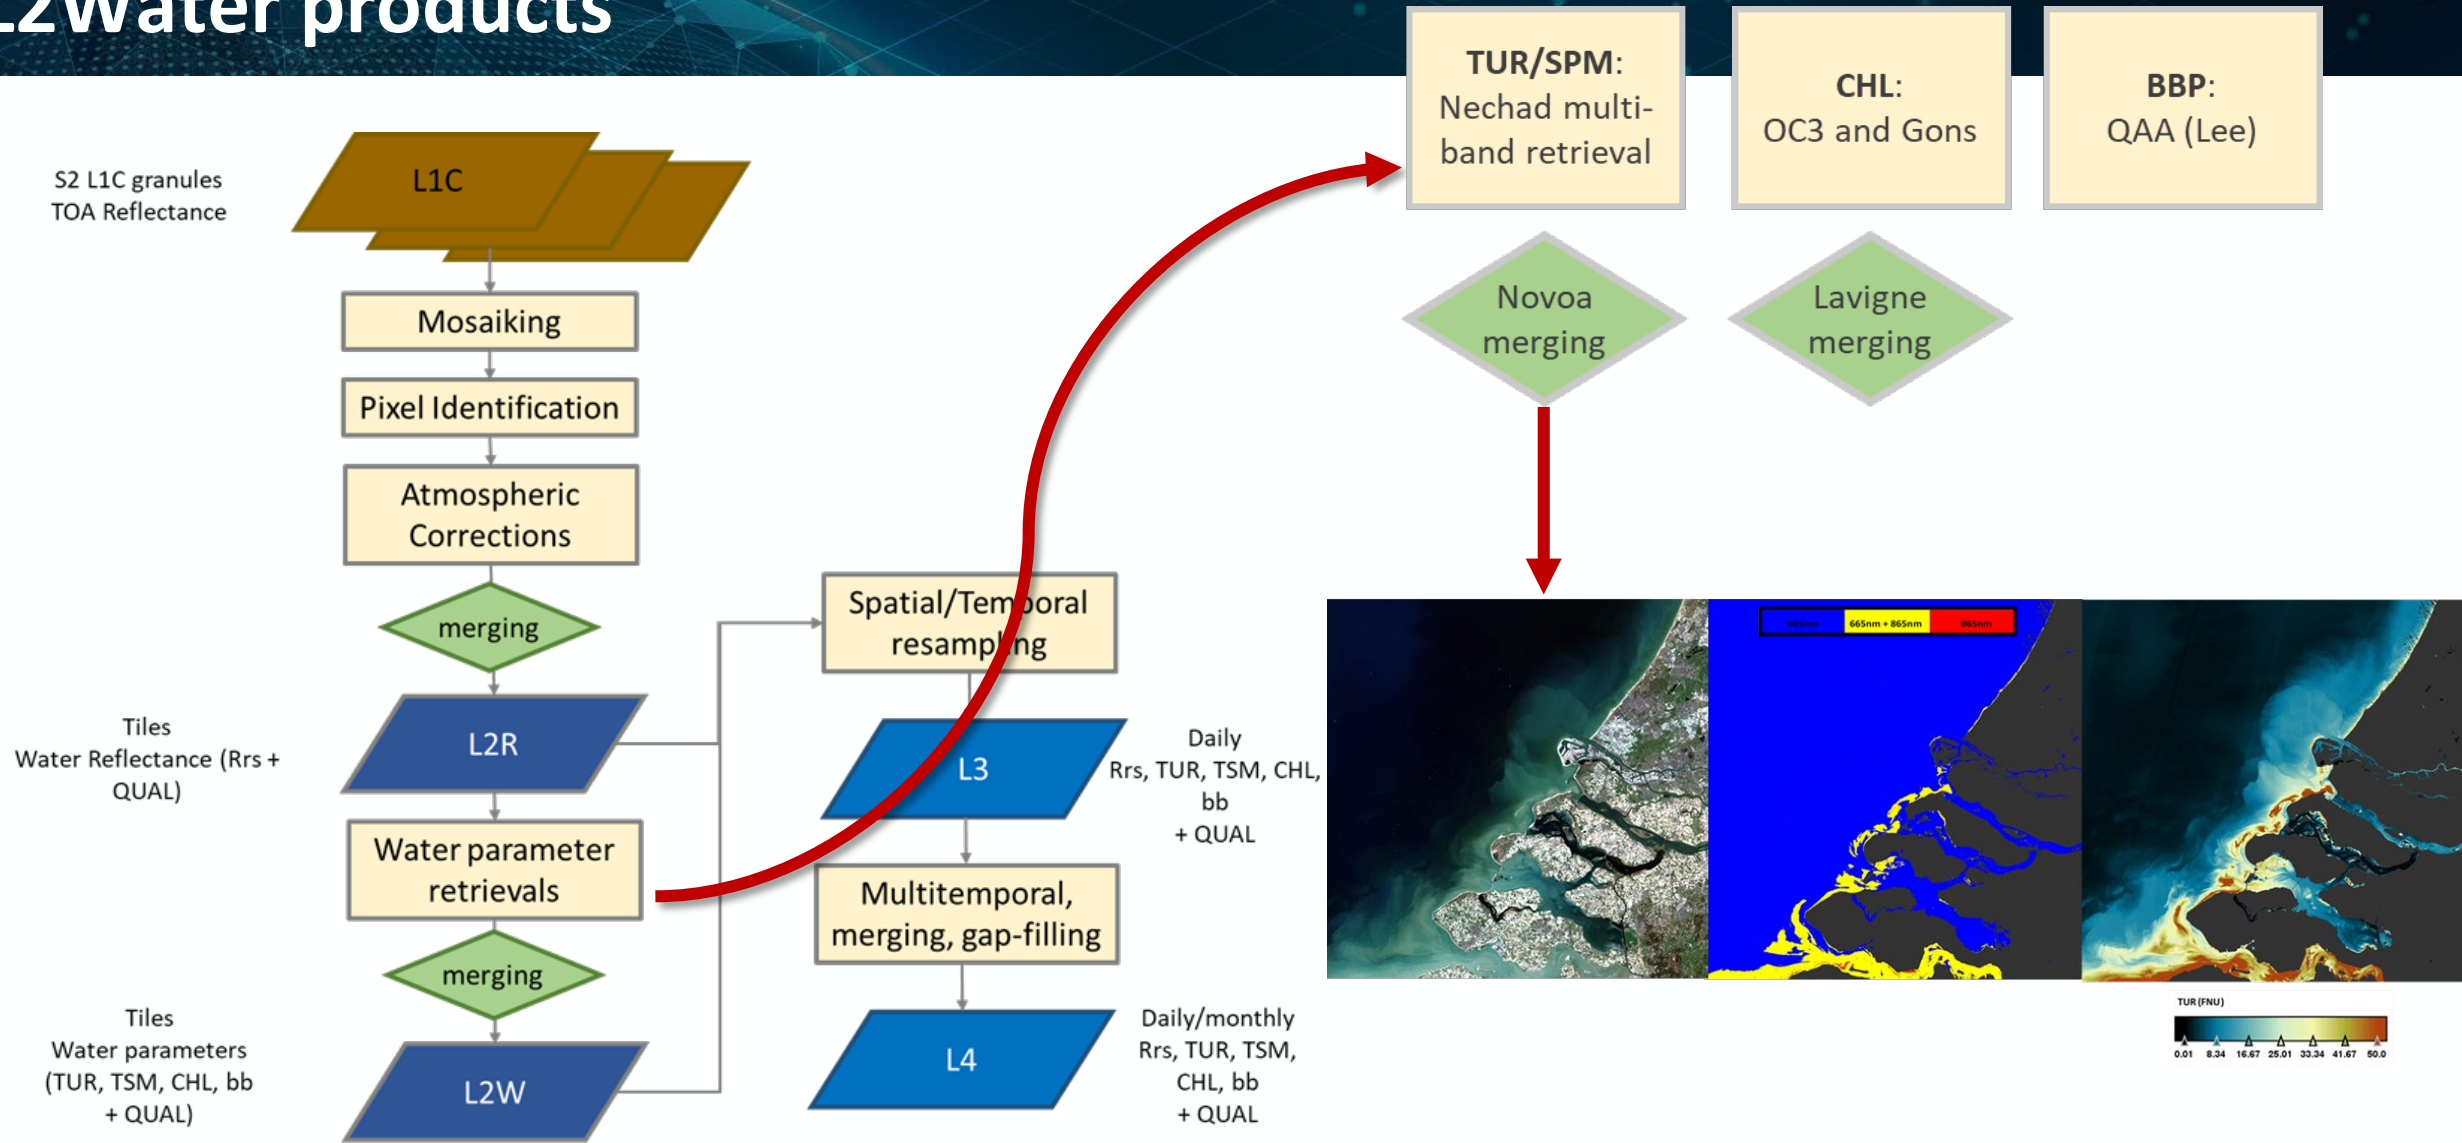 L2Water products
TUR/SPM:
Nechad multi-
band retrieval
CHL:
OC3 and Gons
BBP:
QAA (Lee)
S2 L1C granules
TOA Reflectance
L1C
Mosaiking
Pixel Identification
Atmospheric
Corrections
merging
Tiles
Water Reflectance (Rrs +
QUAL)
L2R
Water parameter
retrievals
merging
Tiles
Water parameters
(TUR, TSM, CHL, bb
+ QUAL)
L2W
Spatial/Temporal
resampling
L3
Daily
Rrs, TUR, TSM, CHL,
bb
+ QUAL
Multitemporal,
merging, gap-filling
L4
Daily/monthly
Rrs, TUR, TSM,
CHL, bb
+ QUAL
Novoa
merging
Lavigne
merging
665nm
665nm + 865nm
865nm
TUR (FNU)
0.01 8.34 16.67 25.01 33.34 41.67 50.0